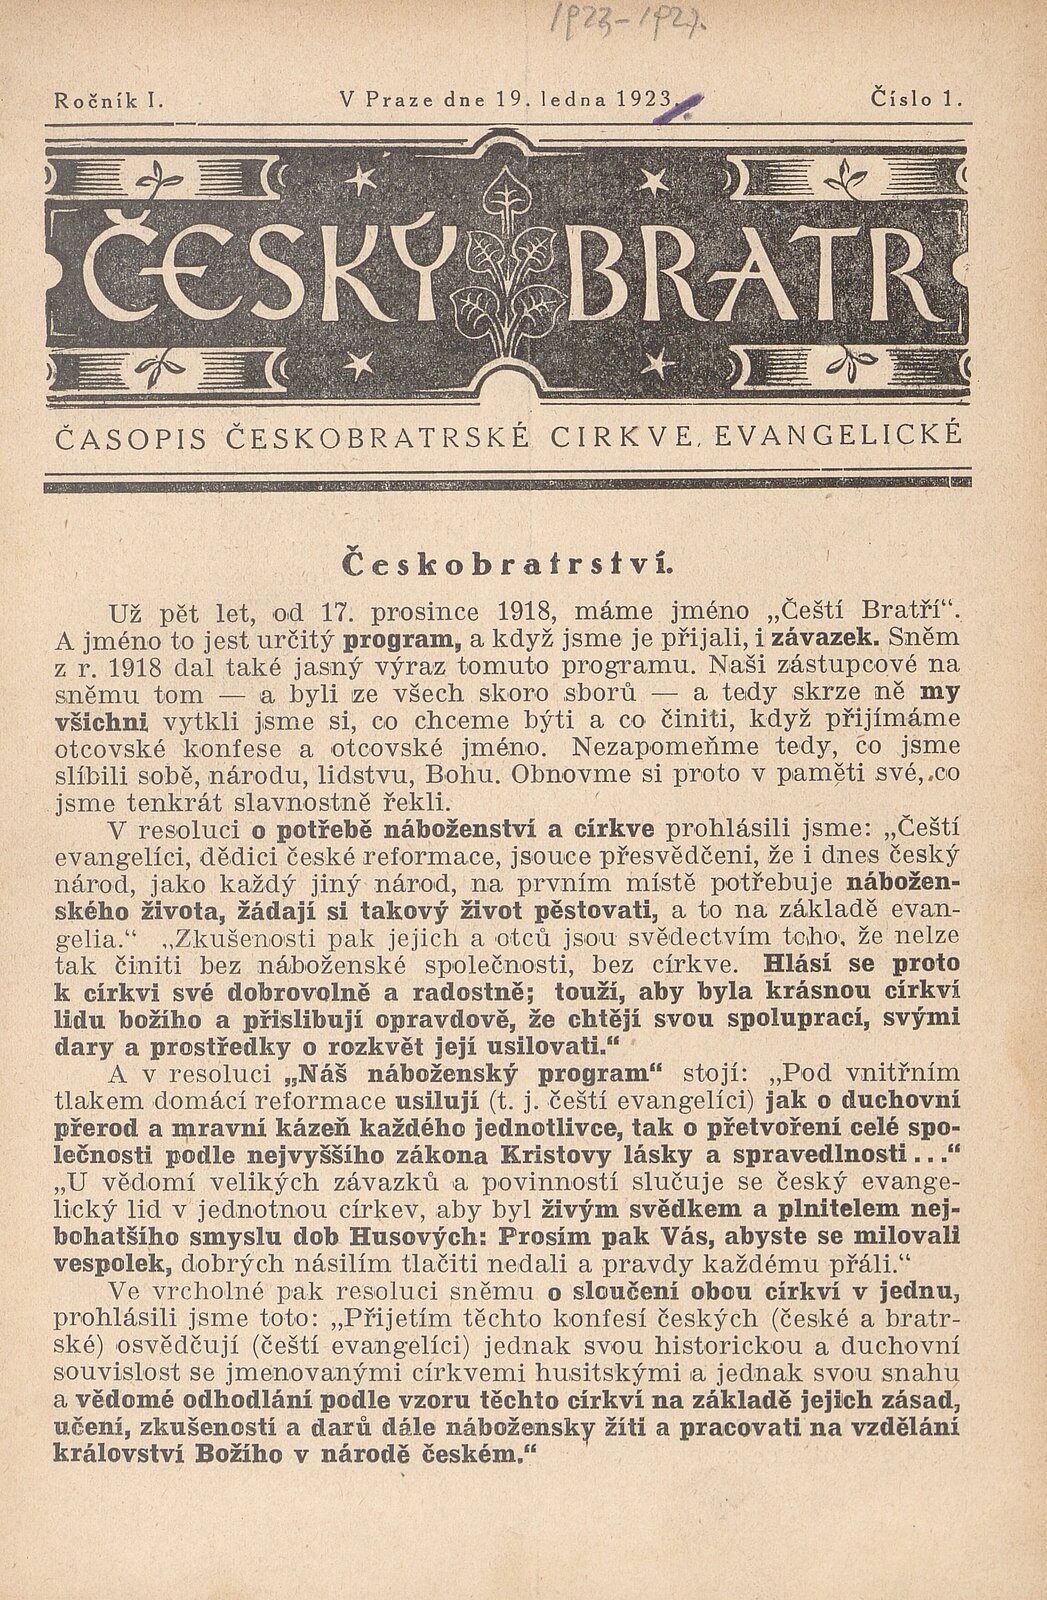 1923-1927.
Ročník I.
V Praze dne 19. ledna 1923.
Číslo 1.
ČESKÝ BRATR
ČASOPIS ČESKOBRATRSKÉ CIRKVE EVANGELICKÉ
Českobratrství.
Už pět let, od 17. prosince 1918, máme jméno „Čeští Bratří“.
A jméno to jest určitý program, a když jsme je přijali, i závazek. Sněm
z r. 1918 dal také jasný výraz tomuto programu. Naši zástupcové na
sněmu tom — a byli ze všech skoro sborů — a tedy skrze ně my
všichni vytkli jsme si, co chceme býti a co činiti, když přijímáme
otcovské konfese a otcovské jméno. Nezapomeňme tedy, co jsme
slíbili sobě, národu, lidstvu, Bohu. Obnovme si proto v paměti své, co
jsme tenkrát slavnostně řekli.
V resoluci o potřebě náboženství a církve prohlásili jsme: „Čeští
evangelíci, dědici české reformace, jsouce přesvědčeni, že i dnes český
národ, jako každý jiný národ, na prvním místě potřebuje nábožen-
ského života, žádají si takový život pěstovati, a to na základě evan-
gelia.“ „Zkušenosti pak jejich a otců jsou svědectvím toho, že nelze
tak činiti bez náboženské společnosti, bez církve. Hlásí se proto
k církvi své dobrovolně a radostně; touží, aby byla krásnou církví
lidu božího a přislibují opravdově, že chtějí svou spoluprací, svými
dary a prostředky o rozkvět její usilovati.“
A v resoluci „Náš náboženský program“ stojí: „Pod vnitřním
tlakem domácí reformace usilují (t. j. čeští evangelíci) jak o duchovní
přerod a mravní kázeň každého jednotlivce, tak o přetvoření celé spo-
lečnosti podle nejvyššího zákona Kristovy lásky a spravedlnosti . . .“
„U vědomí velikých závazků a povinností slučuje se český evange-
lický lid v jednotnou církev, aby byl živým svědkem a plnitelem nej-
bohatšího smyslu dob Husových: Prosím pak Vás, abyste se milovali
vespolek, dobrých násilím tlačiti nedali a pravdy každému přáli.“
Ve vrcholné pak resoluci sněmu o sloučení obou církví v jednu,
prohlásili jsme toto: „Přijetím těchto konfesí českých (české a bratr-
ské) osvědčují (čeští evangelíci) jednak svou historickou a duchovní
souvislost se jmenovanými církvemi husitskými a jednak svou snahu
a vědomé odhodlání podle vzoru těchto církví na základě jejich zásad,
učení, zkušeností a darů dále nábožensky žíti a pracovati na vzdělání
království Božího v národě českém.“